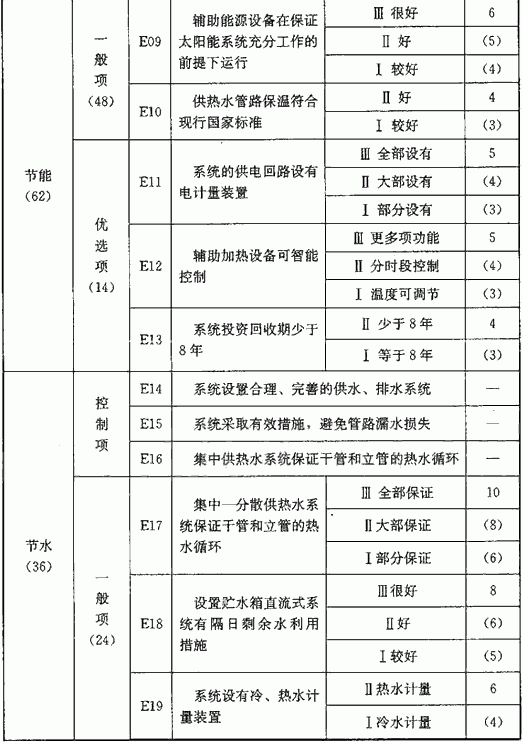 节能
(62)
一
般
项
(48)
E09
辅助能源设备在保证
太阳能系统充分工作的
前提下运行
Ⅲ 很好
6
Ⅱ 好
(5)
Ⅰ 较好
(4)
E10
供热水管路保温符合
现行国家标准
Ⅱ 好
4
Ⅰ 较好
(3)
优
选
项
(14)
E11
系统的供电回路设有
电计量装置
Ⅲ 全部设有
5
Ⅱ 大部设有
(4)
Ⅰ 部分设有
(3)
E12
辅助加热设备可智能
控制
Ⅲ 更多项功能
5
Ⅱ 分时段控制
(4)
Ⅰ 温度可调节
(3)
E13
系统投资回收期少于
8年
Ⅱ 少于8年
4
Ⅰ 等于8年
(3)
节水
(36)
控
制
项
E14
系统设置合理、完善的供水、排水系统
—
E15
系统采取有效措施，避免管路漏水损失
—
E16
集中供热水系统保证干管和立管的热水循环
—
一
般
项
(24)
E17
集中—分散供热水系
统保证干管和立管的热
水循环
Ⅲ 全部保证
10
Ⅱ大部保证
(8)
Ⅰ部分保证
(6)
E18
设置贮水箱直流式系
统有隔日剩余水利用
措施
Ⅲ很好
8
Ⅱ好
(6)
Ⅰ较好
(5)
E19
系统设有冷、热水计
量装置
Ⅱ热水计量
6
Ⅰ冷水计量
(4)